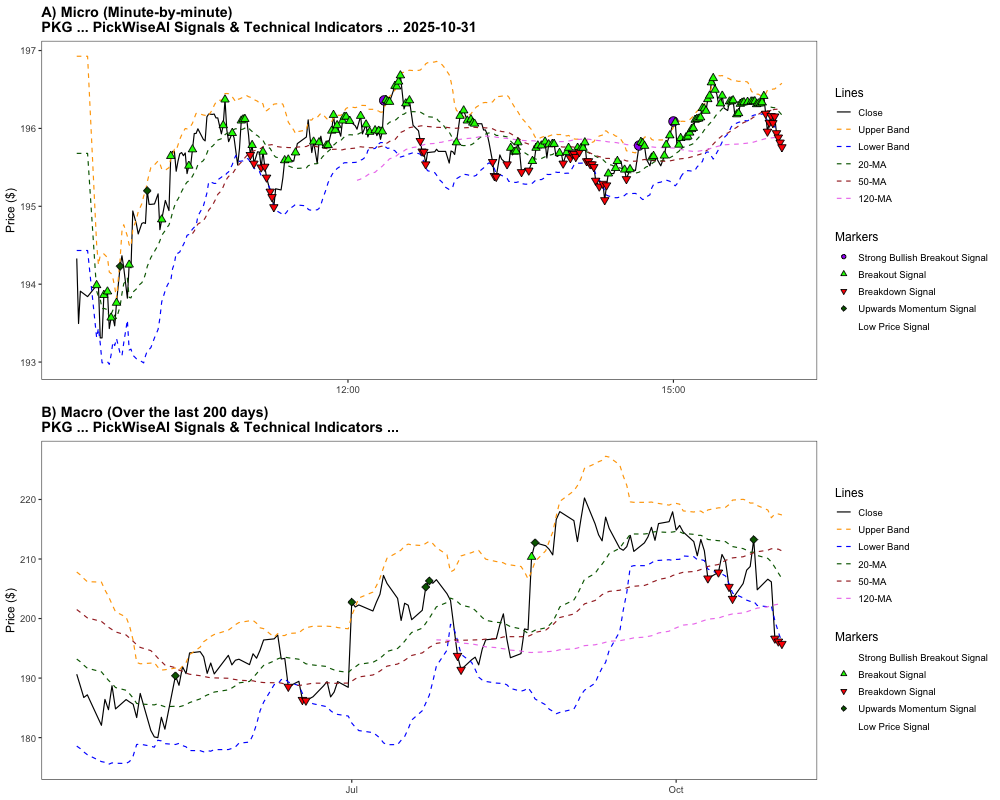 A) Micro (Minute-by-minute)
PKG ... PickWiseAI Signals & Technical Indicators ... 2025-10-31
197
196
195
194
193
Price ($)
12:00
15:00
Lines
Close
Upper Band
Lower Band
20-MA
50-MA
120-MA
Markers
Strong Bullish Breakout Signal
Breakout Signal
Breakdown Signal
Upwards Momentum Signal
Low Price Signal
B) Macro (Over the last 200 days)
PKG ... PickWiseAI Signals & Technical Indicators ...
220
210
200
190
180
Price ($)
Jul
Oct
Lines
Close
Upper Band
Lower Band
20-MA
50-MA
120-MA
Markers
Strong Bullish Breakout Signal
Breakout Signal
Breakdown Signal
Upwards Momentum Signal
Low Price Signal